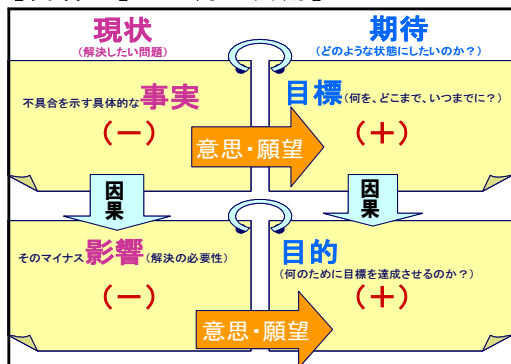 現状
(解決したい問題)
期待
(どのような状態にしたいのか?)
不具合を示す具体的な事実
(ー)
目標(何を、どこまで、いつまでに?)
(+)
意思・願望
因果
因果
そのマイナス影響(解決の必要性)
(ー)
目的
(何のために目標を達成させるのか?)
(+)
意思・願望